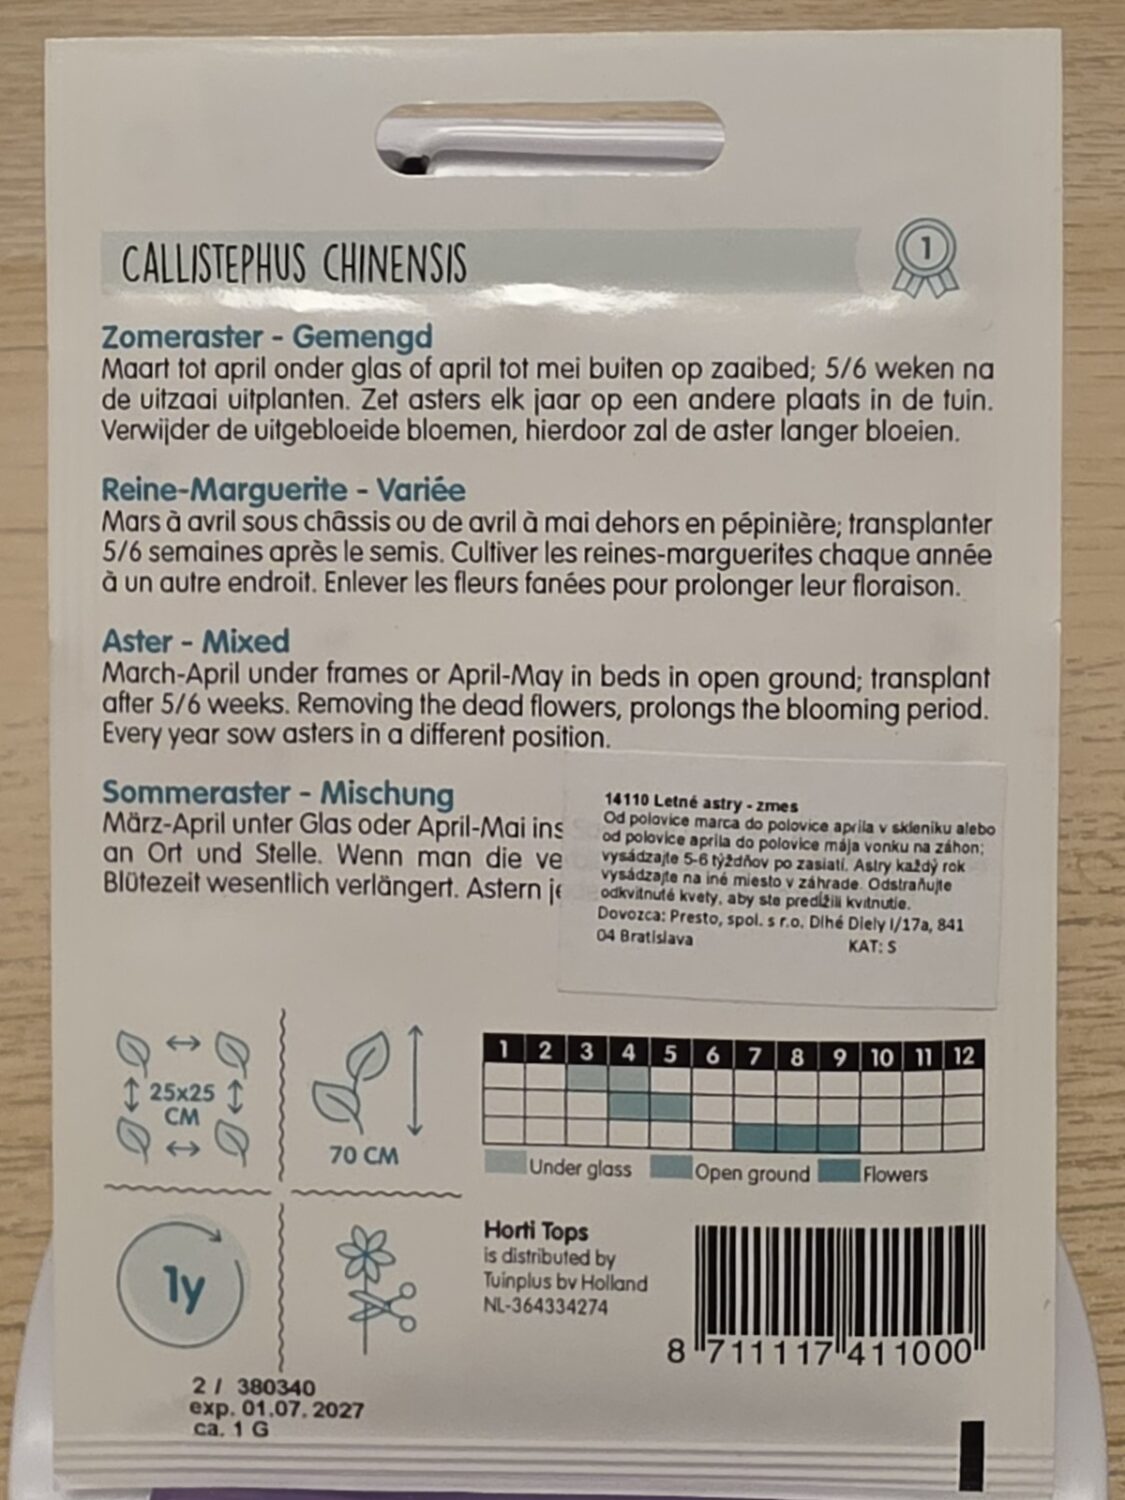 CALLISTEPHUS CHINENSIS
1
Zomeraster - Gemengd
Maart tot april onder glas of april tot mei buiten op zaaibed; 5/6 weken na
de uitzaai uitplanten. Zet asters elk jaar op een andere plaats in de tuin.
Verwijder de uitgebloeide bloemen, hierdoor zal de aster langer bloeien.
Reine-Marguerite - Variée
Mars à avril sous châssis ou de avril à mai dehors en pépinière; transplanter
5/6 semaines après le semis. Cultiver les reines-marguerites chaque année
à un autre endroit. Enlever les fleurs fanées pour prolonger leur floraison.
Aster - Mixed
March-April under frames or April-May in beds in open ground; transplant
after 5/6 weeks. Removing the dead flowers, prolongs the blooming period.
Every year sow asters in a different position.
Sommeraster - Mischung
März-April unter Glas oder April-Mai ins
an Ort und Stelle. Wenn man die ve
Blütezeit wesentlich verlängert. Astern je
14110 Letné astry - zmes
Od polovice marca do polovice apríla v skleníku alebo
od polovice apríla do polovice mája vonku na záhon;
vysádzajte 5-6 týždňov po zasiatí. Astry každý rok
vysádzajte na iné miesto v záhrade. Odstraňujte
odkvitnuté kvety, aby ste predĺžili kvitnutie.
Dovozca: Presto, spol. s r.o. Dlhé Diely I/17a, 841
04 Bratislava KAT: S
25x25
CM
70 CM
1 2 3 4 5 6 7 8 9 10 11 12
Under glass Open ground Flowers
1y
Horti Tops
is distributed by
Tuinplus bv Holland
NL-364334274
8 711117 411000
2 / 380340
exp. 01.07. 2027
ca. 1 G